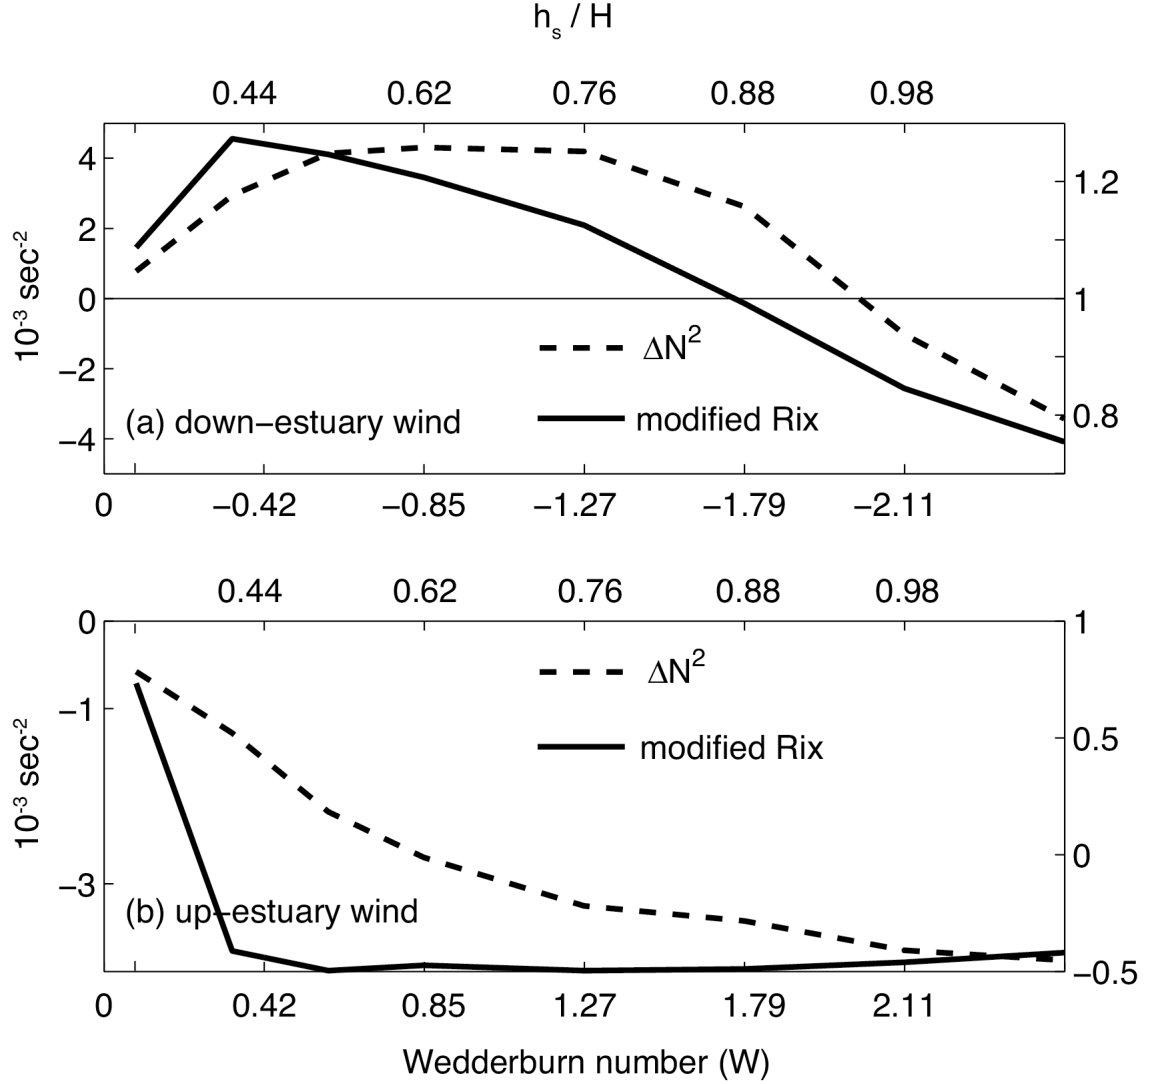 h_s / H
0.44 0.62 0.76 0.88 0.98
4
2
0
−2
−4
10^-3 sec^-2
1.2
1
0.8
ΔN^2
modified Rix
(a) down−estuary wind
0 −0.42 −0.85 −1.27 −1.79 −2.11
0.44 0.62 0.76 0.88 0.98
0
−1
−3
10^-3 sec^-2
1
0.5
0
−0.5
ΔN^2
modified Rix
(b) up−estuary wind
0 0.42 0.85 1.27 1.79 2.11
Wedderburn number (W)